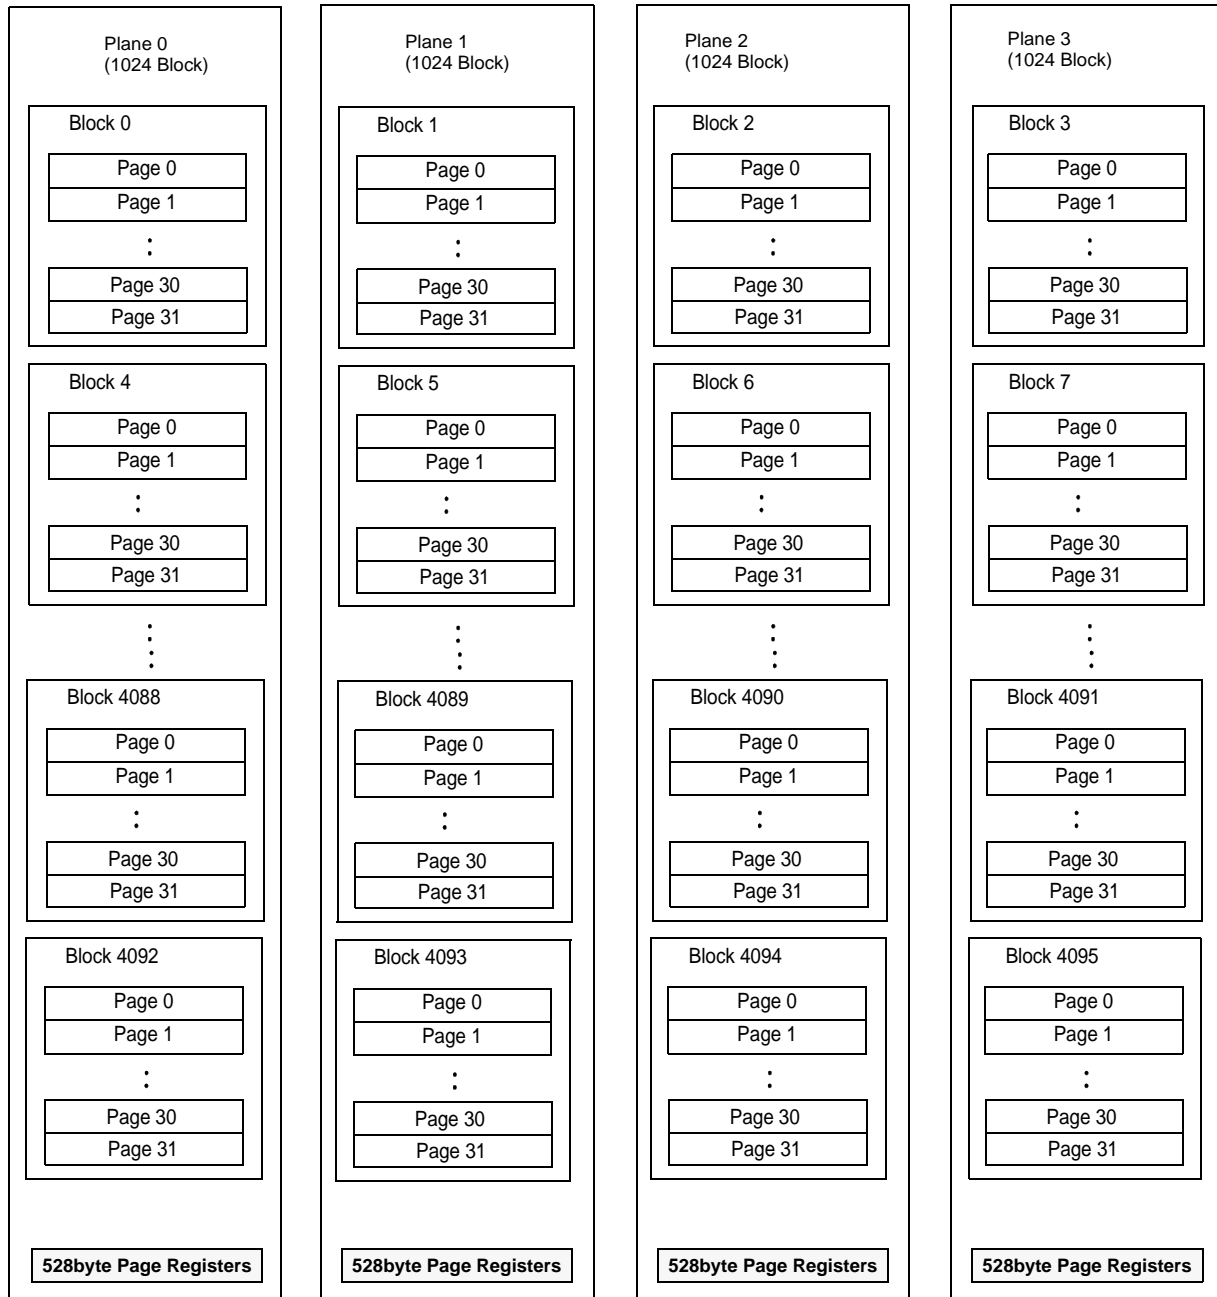 Plane 0
(1024 Block)
Block 0
Page 0
Page 1
Page 30
Page 31
Block 4
Page 0
Page 1
Page 30
Page 31
Block 4088
Page 0
Page 1
Page 30
Page 31
Block 4092
Page 0
Page 1
Page 30
Page 31
528byte Page Registers
Plane 1
(1024 Block)
Block 1
Page 0
Page 1
Page 30
Page 31
Block 5
Page 0
Page 1
Page 30
Page 31
Block 4089
Page 0
Page 1
Page 30
Page 31
Block 4093
Page 0
Page 1
Page 30
Page 31
528byte Page Registers
Plane 2
(1024 Block)
Block 2
Page 0
Page 1
Page 30
Page 31
Block 6
Page 0
Page 1
Page 30
Page 31
Block 4090
Page 0
Page 1
Page 30
Page 31
Block 4094
Page 0
Page 1
Page 30
Page 31
528byte Page Registers
Plane 3
(1024 Block)
Block 3
Page 0
Page 1
Page 30
Page 31
Block 7
Page 0
Page 1
Page 30
Page 31
Block 4091
Page 0
Page 1
Page 30
Page 31
Block 4095
Page 0
Page 1
Page 30
Page 31
528byte Page Registers